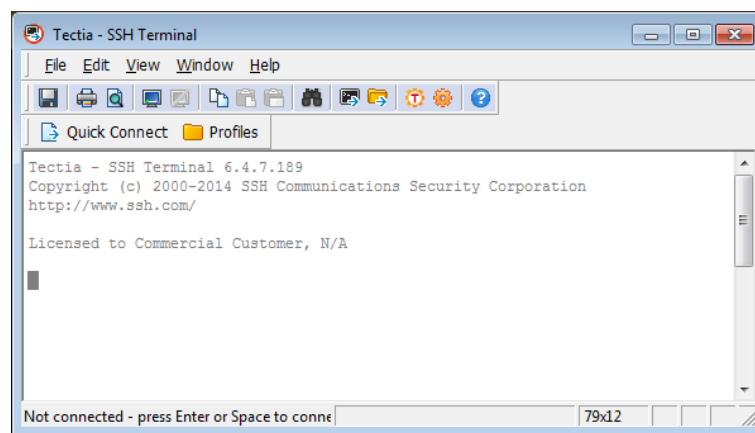 Tectia - SSH Terminal
File Edit View Window Help
Quick Connect Profiles
Tectia - SSH Terminal 6.4.7.189
Copyright (c) 2000-2014 SSH Communications Security Corporation
http://www.ssh.com/
Licensed to Commercial Customer, N/A
Not connected - press Enter or Space to conne
79x12